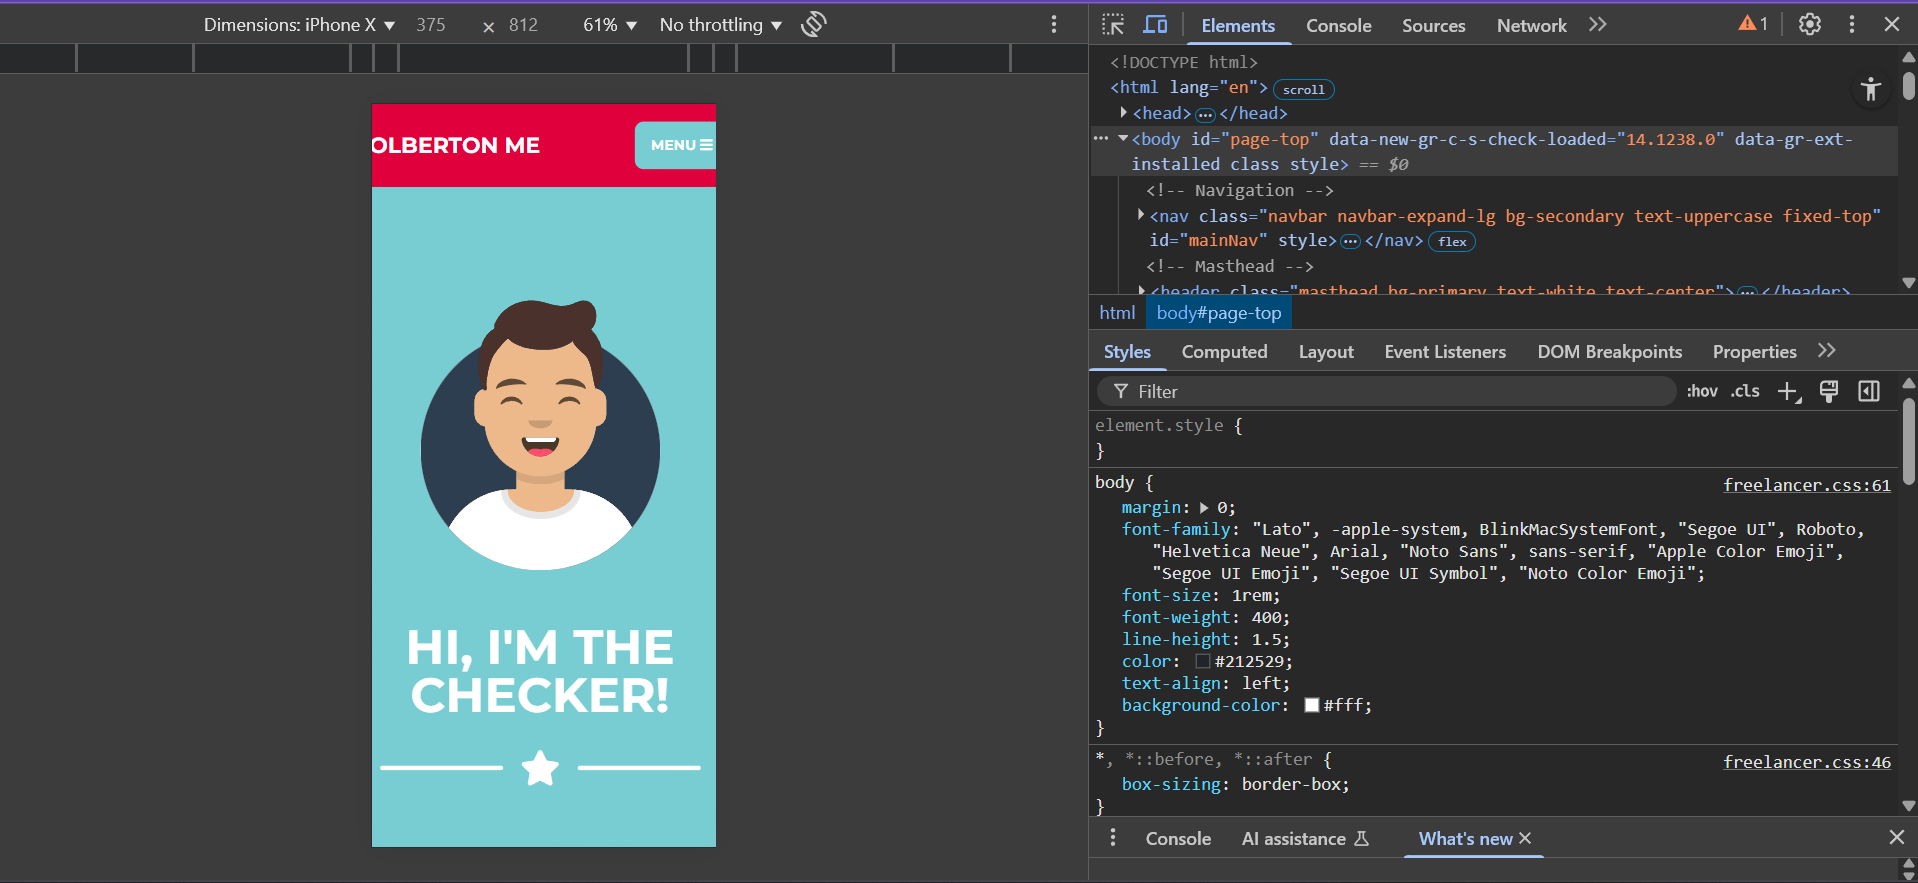 Dimensions: iPhone X ▼ 375 × 812 61% ▼ No throttling ▼
Elements Console Sources Network 1
<!DOCTYPE html>
<html lang="en"> scroll
<head> ⋯ </head>
⋯ <body id="page-top" data-new-gr-c-s-check-loaded="14.1238.0" data-gr-ext-
installed class style> == $0
<!-- Navigation -->
<nav class="navbar navbar-expand-lg bg-secondary text-uppercase fixed-top"
id="mainNav" style> ⋯ </nav> flex
<!-- Masthead -->
<header class="masthead bg-primary text-white text-center"> ⋯ </header>
html body#page-top
Styles Computed Layout Event Listeners DOM Breakpoints Properties
Filter :hov .cls
element.style {
}
body { freelancer.css:61
margin: ▶ 0;
font-family: "Lato", -apple-system, BlinkMacSystemFont, "Segoe UI", Roboto,
"Helvetica Neue", Arial, "Noto Sans", sans-serif, "Apple Color Emoji",
"Segoe UI Emoji", "Segoe UI Symbol", "Noto Color Emoji";
font-size: 1rem;
font-weight: 400;
line-height: 1.5;
color: #212529;
text-align: left;
background-color: #fff;
}
*, *::before, *::after { freelancer.css:46
box-sizing: border-box;
}
Console AI assistance What's new
OLBERTON ME
MENU
HI, I'M THE
CHECKER!